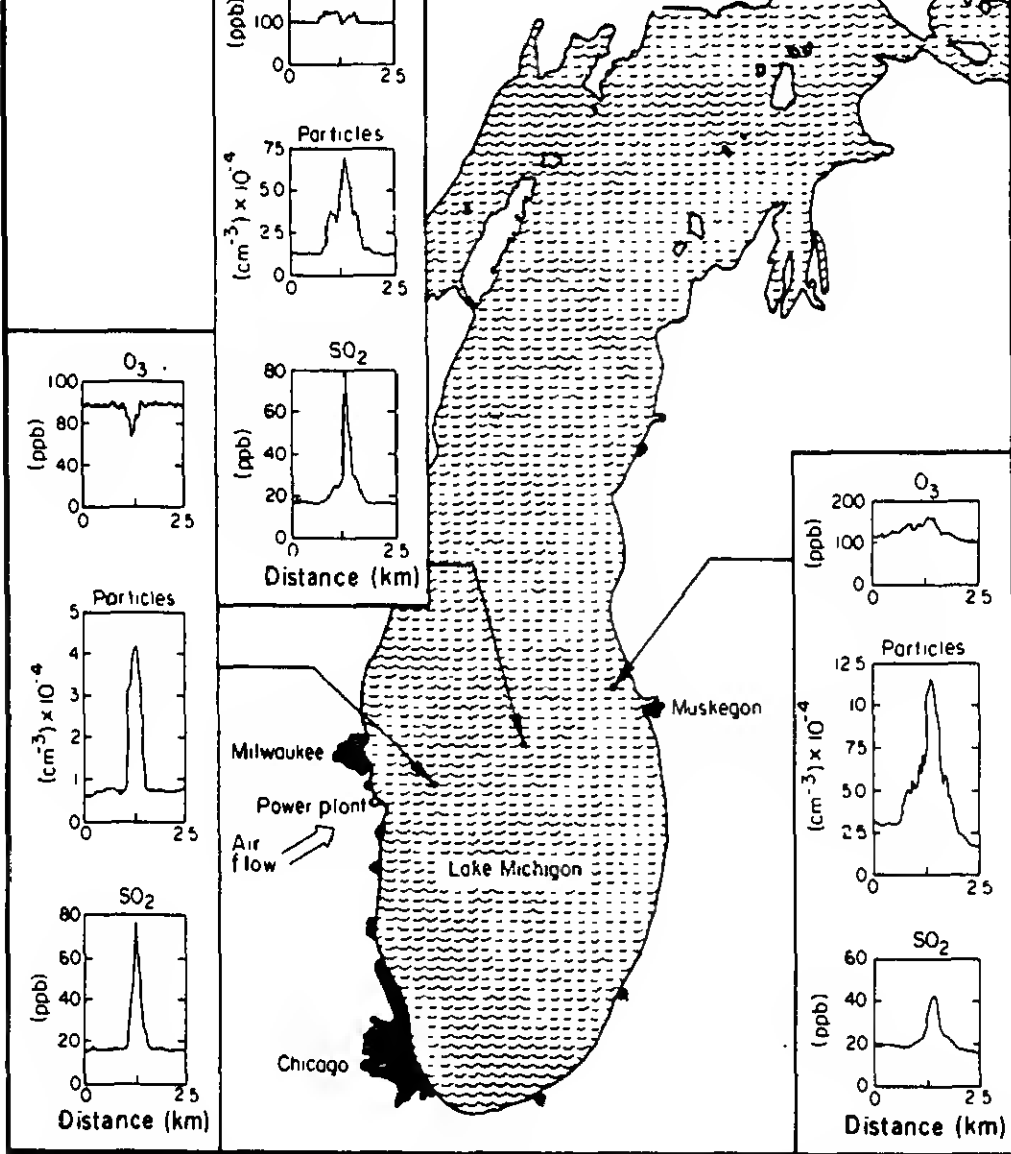 (ppb)
100
0
0
25
Particles
75
50
25
0
(cm⁻³) x 10⁻⁴
0
25
SO₂
80
60
40
20
0
(ppb)
0
25
Distance (km)
O₃
100
80
40
0
(ppb)
0
25
Particles
5
4
3
2
1
0
(cm⁻³) x 10⁻⁴
0
25
SO₂
80
60
40
20
0
(ppb)
0
25
Distance (km)
Milwaukee
Power plant
Air
flow
Chicago
Lake Michigan
Muskegon
O₃
200
100
0
(ppb)
0
25
Particles
12 5
10
7 5
5 0
2 5
0
(cm⁻³) x 10⁻⁴
0
25
SO₂
60
40
20
0
(ppb)
0
25
Distance (km)